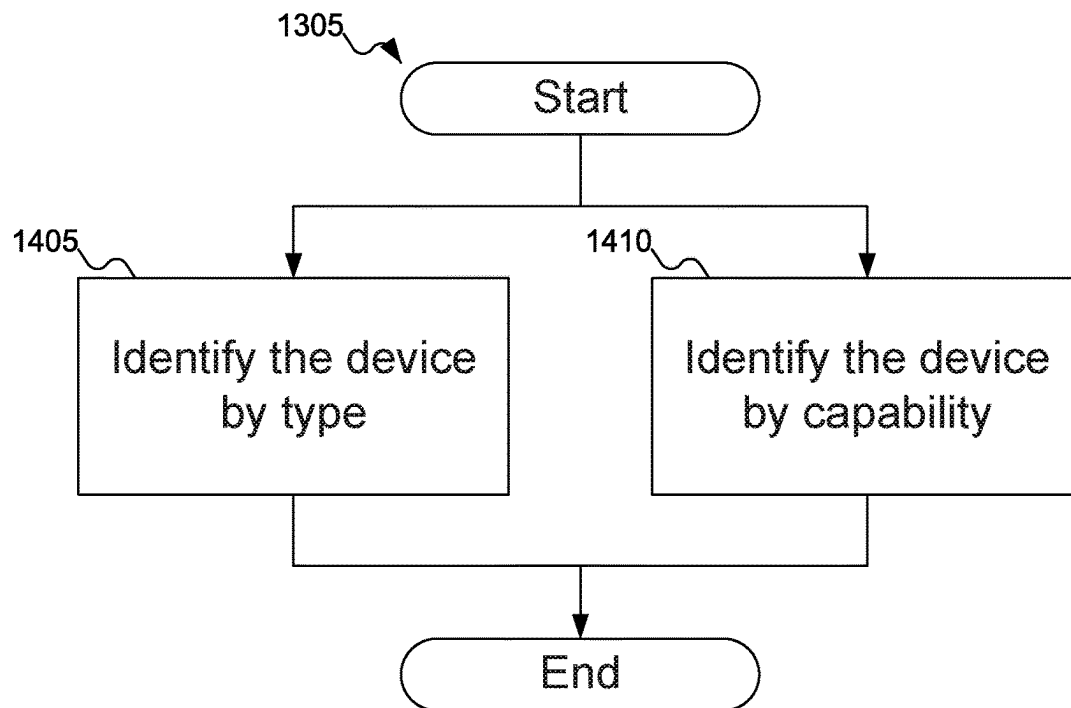 1305
Start
1405
1410
Identify the device
by type
Identify the device
by capability
End